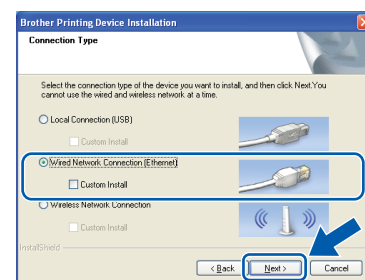 Brother Printing Device Installation
Connection Type
Select the connection type of the device you want to install, and then click Next.You
cannot use the wired and wireless network at a time.
Local Connection (USB)
Custom Install
Wired Network Connection (Ethernet)
Custom Install
Wireless Network Connection
Custom Install
InstallShield
< Back
Next >
Cancel